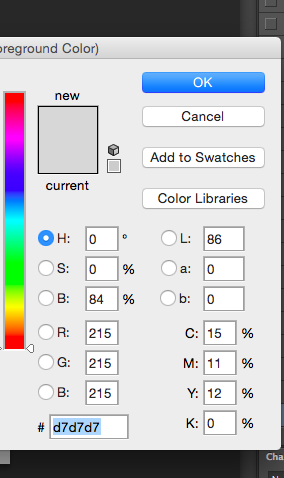 oreground Color)
new
current
OK
Cancel
Add to Swatches
Color Libraries
H: 0 °
S: 0 %
B: 84 %
R: 215
G: 215
B: 215
# d7d7d7
L: 86
a: 0
b: 0
C: 15 %
M: 11 %
Y: 12 %
K: 0 %
Cha